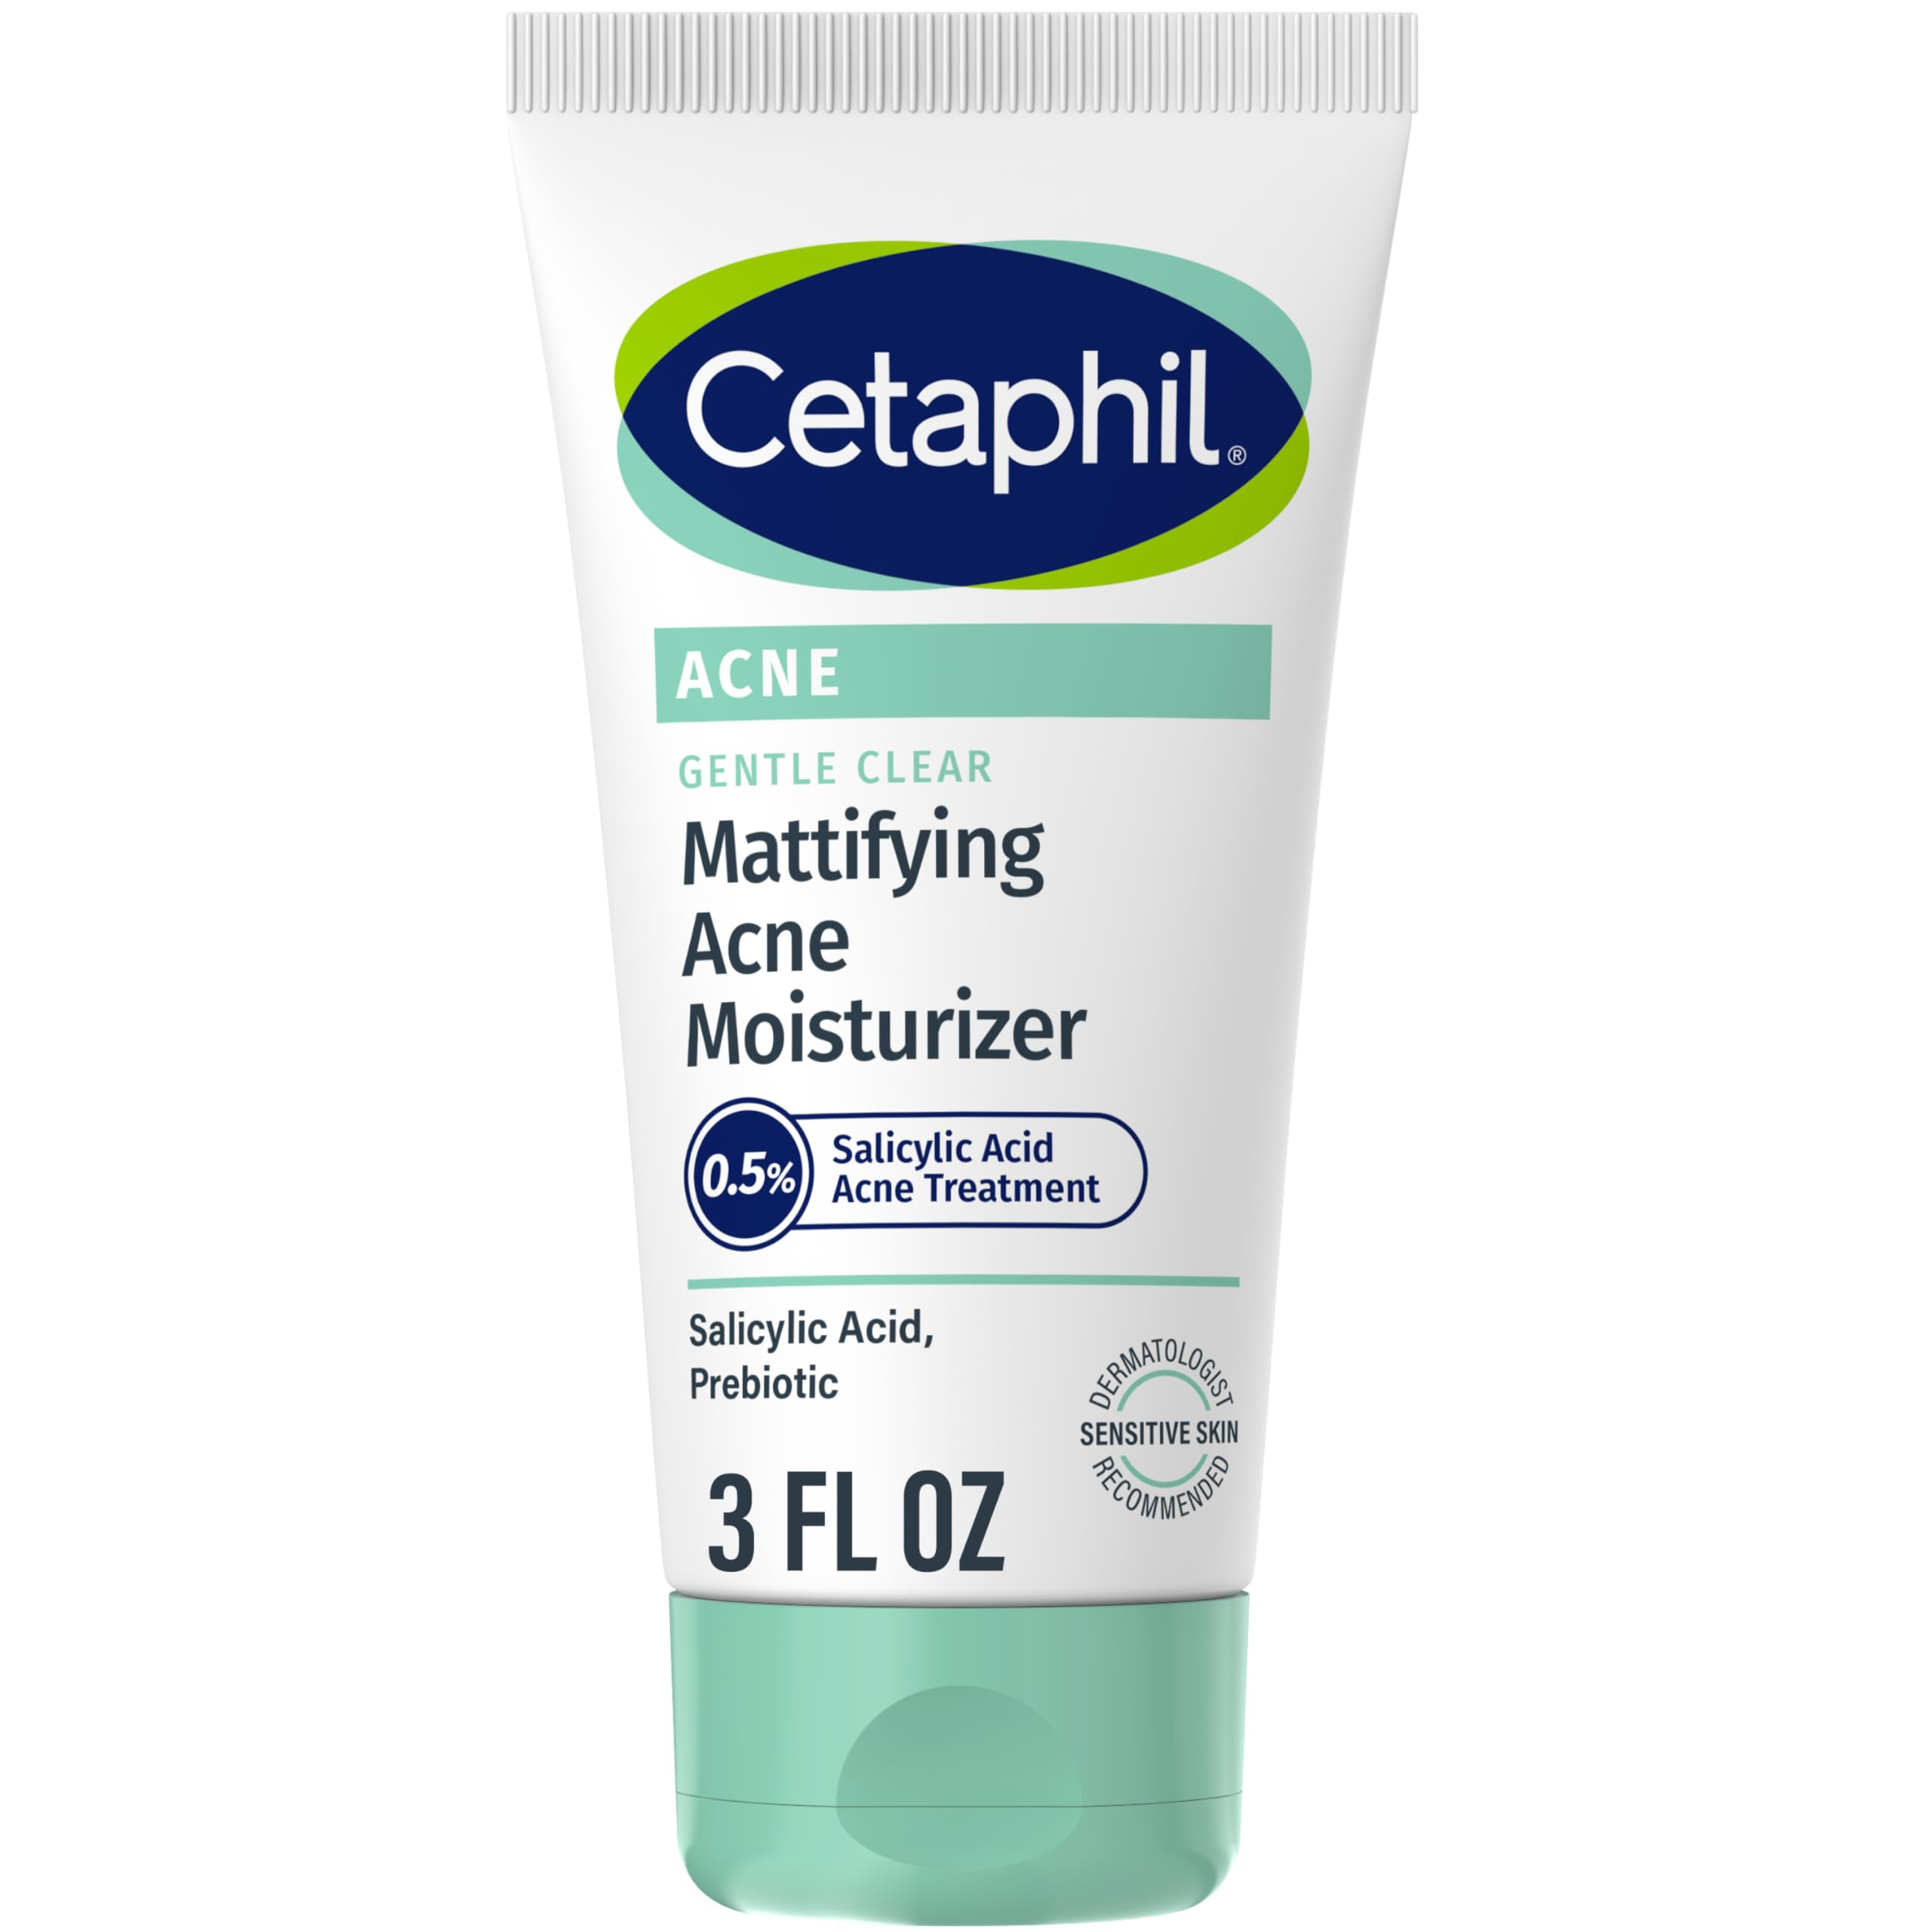 Cetaphil®
ACNE
GENTLE CLEAR
Mattifying
Acne
Moisturizer
0.5%
Salicylic Acid
Acne Treatment
Salicylic Acid,
Prebiotic
DERMATOLOGIST
SENSITIVE SKIN
RECOMMENDED
3 FL OZ